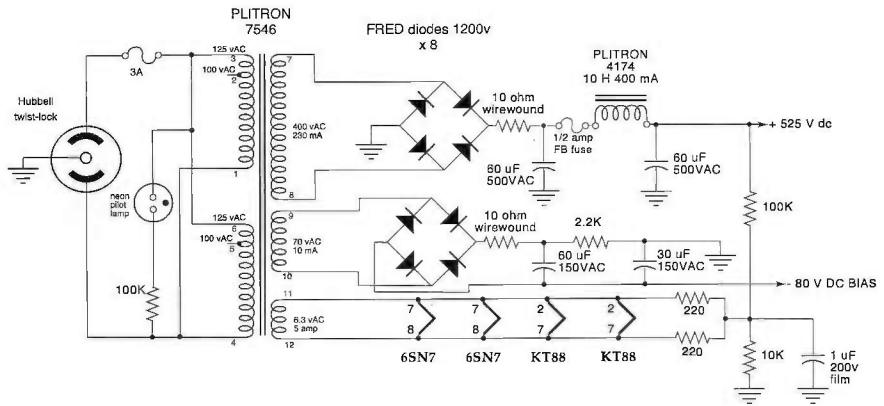 PLITRON
7546
FRED diodes 1200v
x 8
PLITRON
4174
10 H 400 mA
3A
125 vAC
3
100 vAC
2
1
7
400 vAC
230 mA
8
Hubbell
twist-lock
10 ohm
wirewound
1/2 amp
FB fuse
60 uF
500VAC
60 uF
500VAC
+ 525 V dc
neon
pilot
lamp
100K
125 vAC
6
100 vAC
5
4
9
70 vAC
10 mA
10
10 ohm
wirewound
2.2K
60 uF
150VAC
30 uF
150VAC
100K
- 80 V DC BIAS
11
6.3 vAC
5 amp
12
7
8
7
8
2
7
2
7
6SN7
6SN7
KT88
KT88
220
220
10K
1 uF
200v
film